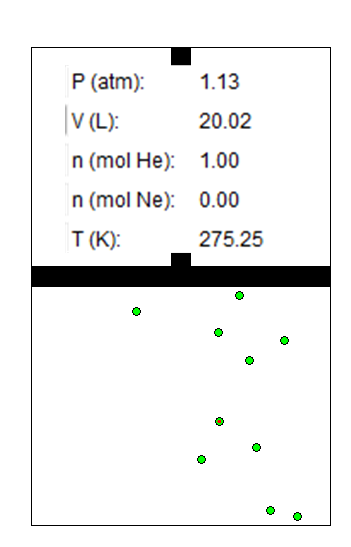 P (atm): 1.13
V (L): 20.02
n (mol He): 1.00
n (mol Ne): 0.00
T (K): 275.25